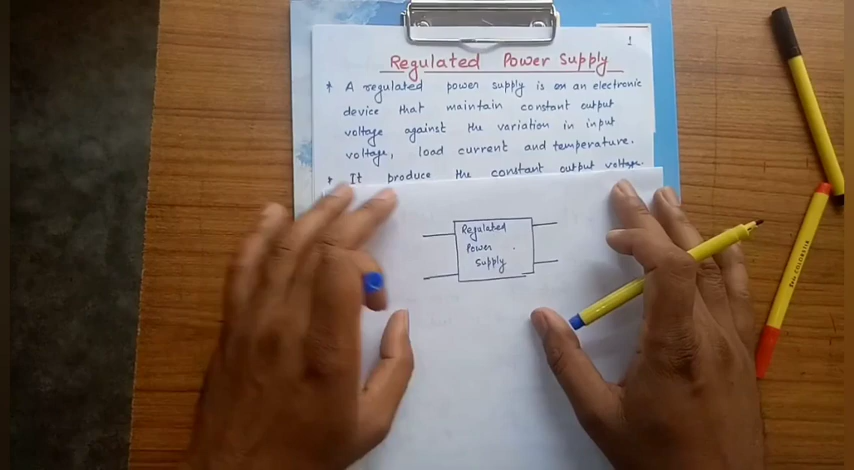 1
Regulated Power Supply
* A regulated power supply is an electronic
device that maintain constant output
voltage against the variation in input
voltage, load current and temperature.
* It produce the constant output voltage.
Regulated
Power
Supply